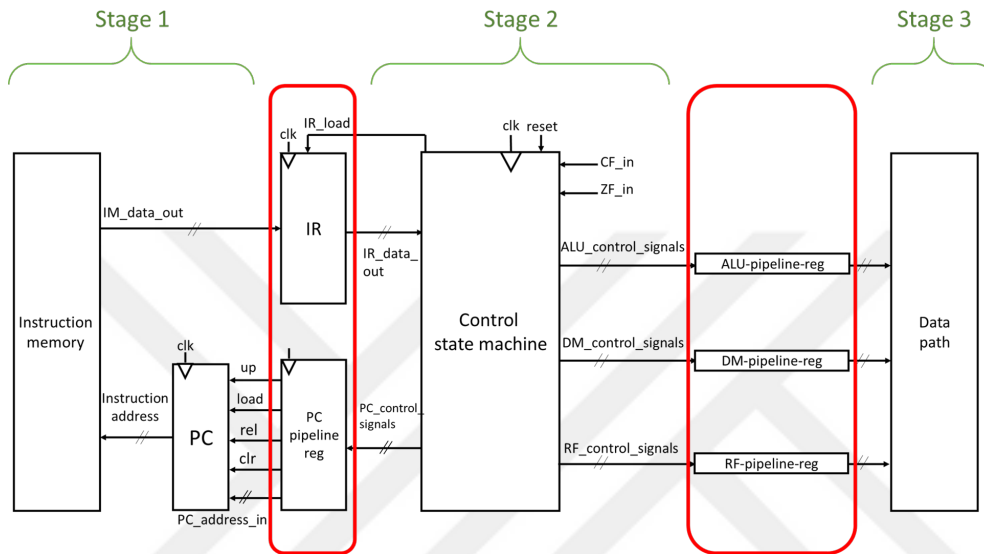 Stage 1
Stage 2
Stage 3
clk
IR_load
clk
reset
CF_in
ZF_in
IM_data_out
IR
IR_data_
out
ALU_control_signals
ALU-pipeline-reg
Instruction
memory
Control
state machine
Data
path
DM_control_signals
DM-pipeline-reg
clk
up
load
rel
clr
Instruction
address
PC
PC
pipeline
reg
PC_control_
signals
PC_address_in
RF_control_signals
RF-pipeline-reg